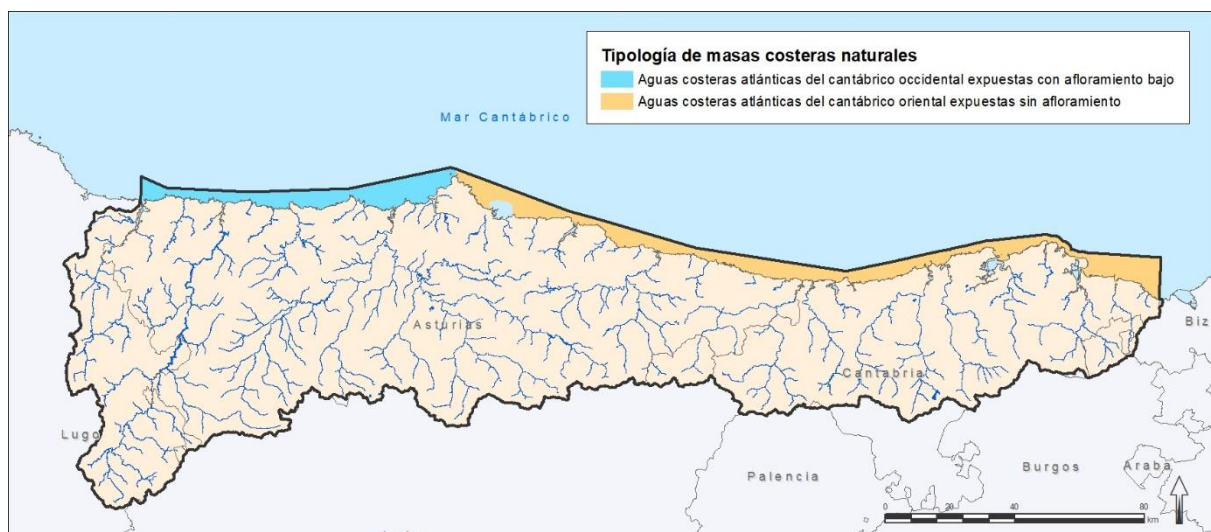 Tipología de masas costeras naturales
Aguas costeras atlánticas del cantábrico occidental expuestas con afloramiento bajo
Aguas costeras atlánticas del cantábrico oriental expuestas sin afloramiento
Mar Cantábrico
Biz
Asturias
Cantabria
Lugo
Palencia
Burgos
Araba
0 20 40 80
km